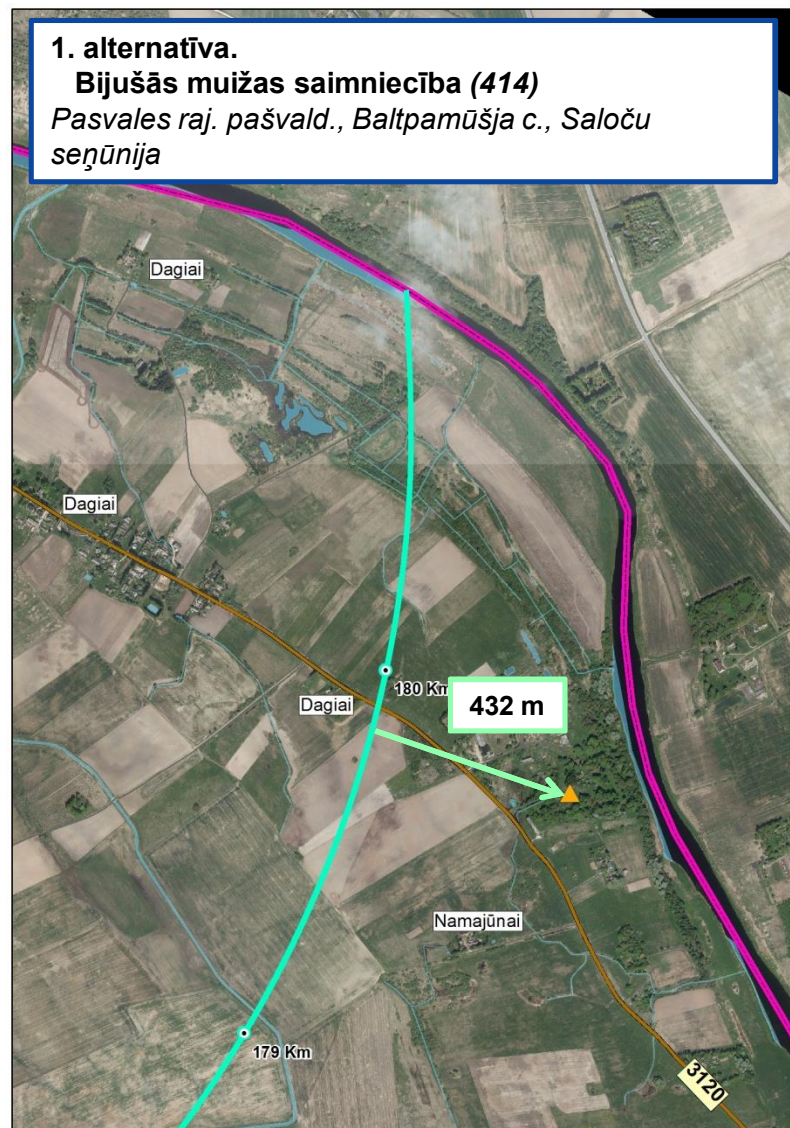 1. alternatīva.
Bijušās muižas saimniecība (414)
Pasvales raj. pašvald., Baltpamūšja c., Saloču
seņūnija
Dagiai
Dagiai
180 Km
Dagiai
432 m
Namajūnai
179 Km
3120